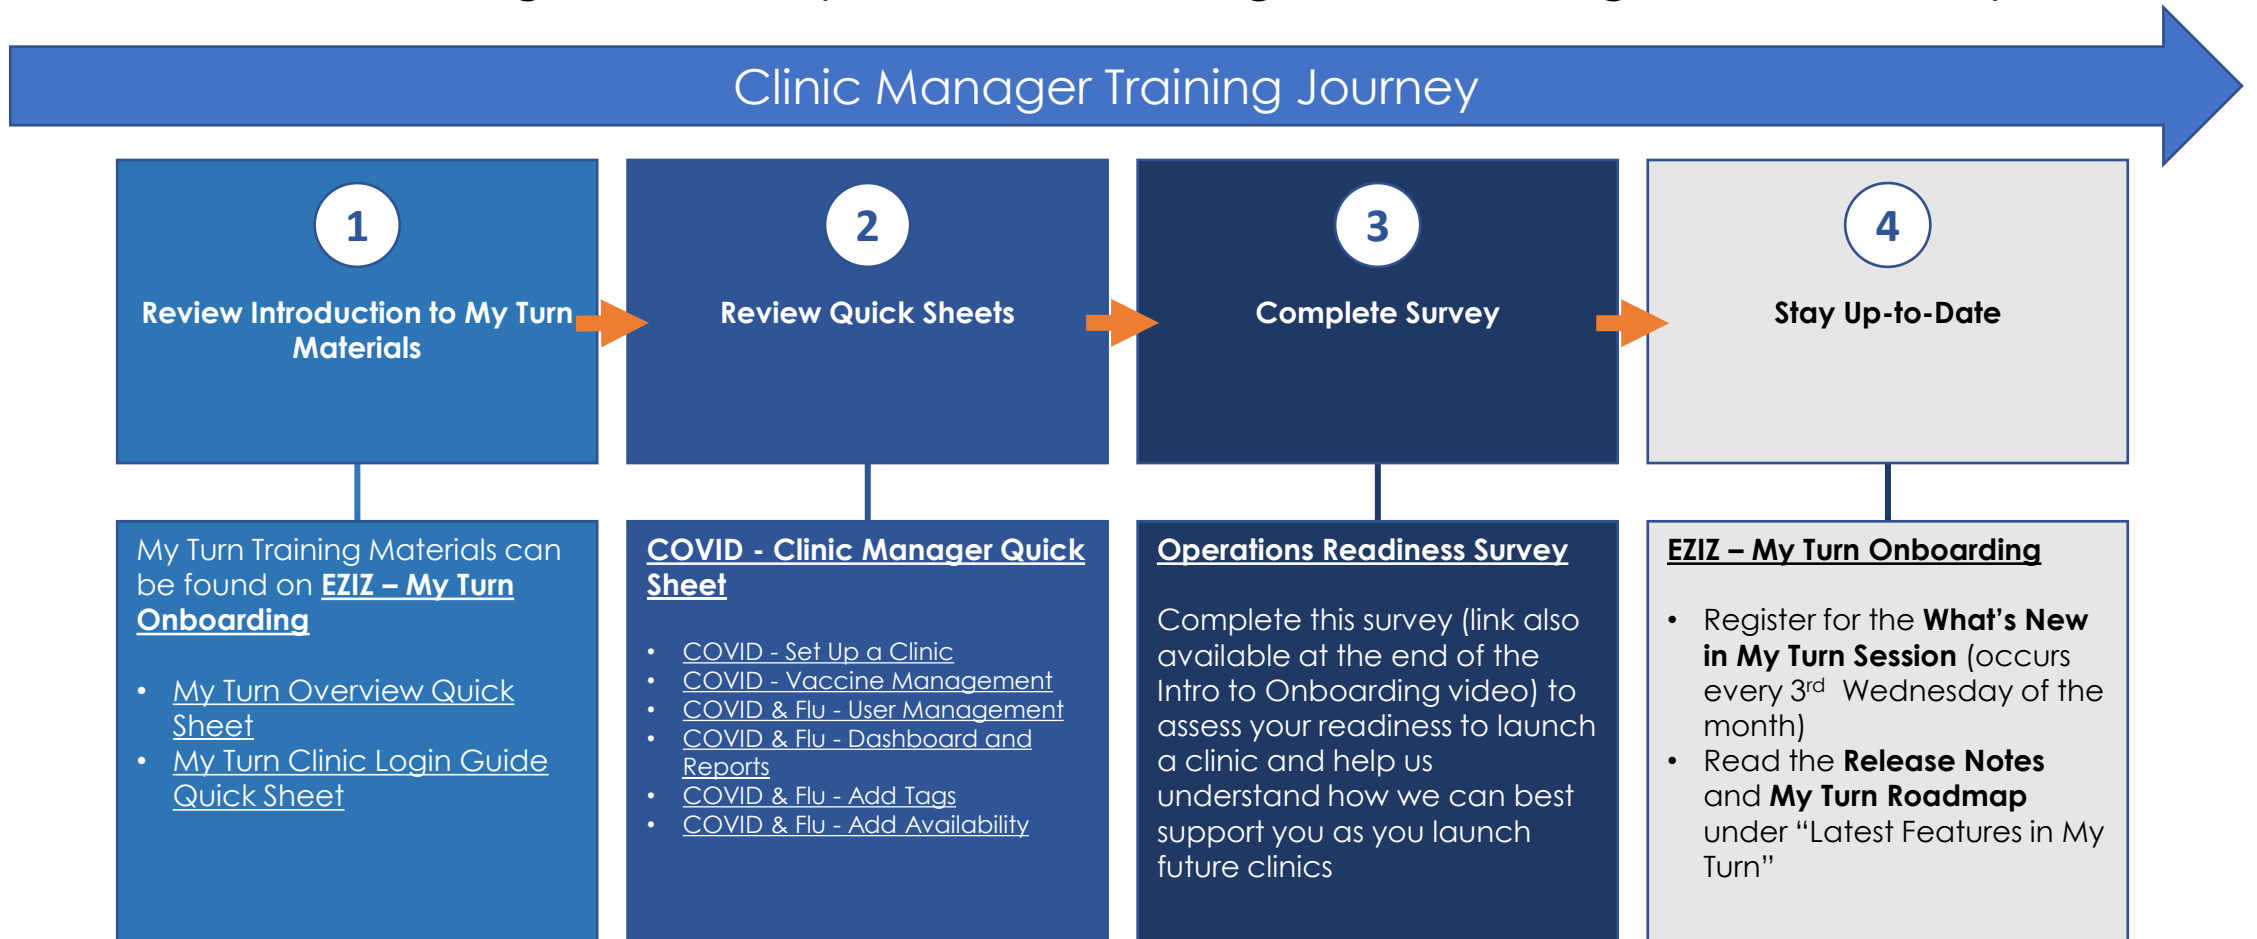 Clinic Manager Training Journey
1
Review Introduction to My Turn
Materials
2
Review Quick Sheets
3
Complete Survey
4
Stay Up-to-Date
My Turn Training Materials can
be found on EZIZ – My Turn
Onboarding
• My Turn Overview Quick
Sheet
• My Turn Clinic Login Guide
Quick Sheet
COVID - Clinic Manager Quick
Sheet
• COVID - Set Up a Clinic
• COVID - Vaccine Management
• COVID & Flu - User Management
• COVID & Flu - Dashboard and
Reports
• COVID & Flu - Add Tags
• COVID & Flu - Add Availability
Operations Readiness Survey
Complete this survey (link also
available at the end of the
Intro to Onboarding video) to
assess your readiness to launch
a clinic and help us
understand how we can best
support you as you launch
future clinics
EZIZ – My Turn Onboarding
• Register for the What's New
in My Turn Session (occurs
every 3rd Wednesday of the
month)
• Read the Release Notes
and My Turn Roadmap
under “Latest Features in My
Turn”